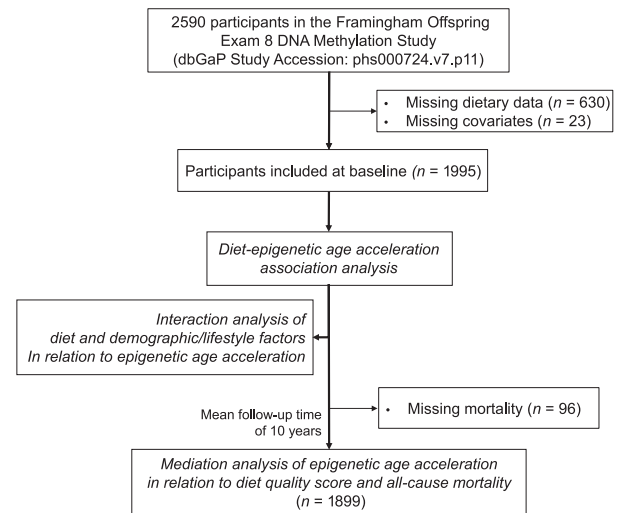 2590 participants in the Framingham Offspring
Exam 8 DNA Methylation Study
(dbGaP Study Accession: phs000724.v7.p11)
• Missing dietary data (n = 630)
• Missing covariates (n = 23)
Participants included at baseline (n = 1995)
Diet-epigenetic age acceleration
association analysis
Interaction analysis of
diet and demographic/lifestyle factors
In relation to epigenetic age acceleration
• Missing mortality (n = 96)
Mean follow-up time
of 10 years
Mediation analysis of epigenetic age acceleration
in relation to diet quality score and all-cause mortality
(n = 1899)